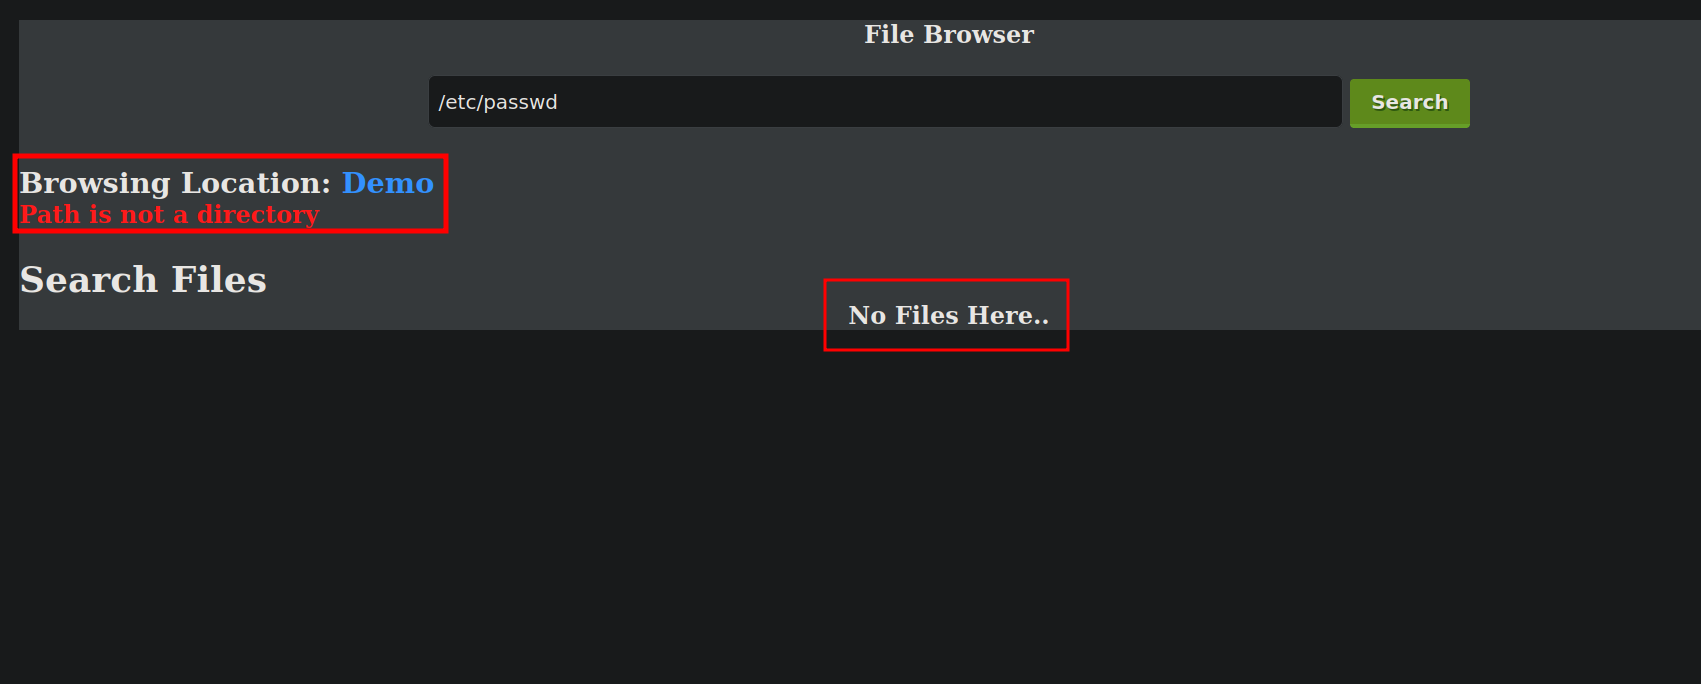 File Browser
/etc/passwd
Search
Browsing Location: Demo
Path is not a directory
Search Files
No Files Here..